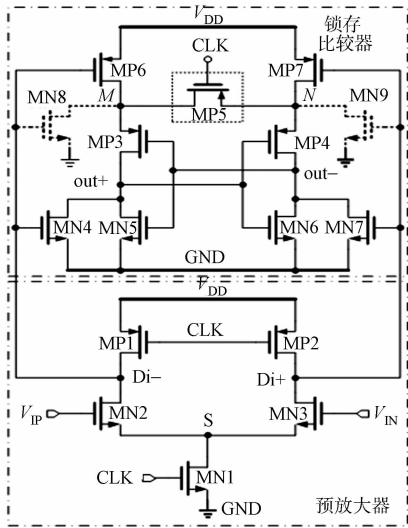 V_DD
锁存
比较器
CLK
MP6
MP7
MN8
M
N
MN9
MP5
MP3
MP4
out+
out−
MN4
MN5
MN6
MN7
GND
V_DD
MP1
CLK
MP2
Di−
Di+
V_IP
MN2
MN3
V_IN
S
CLK
MN1
GND
预放大器